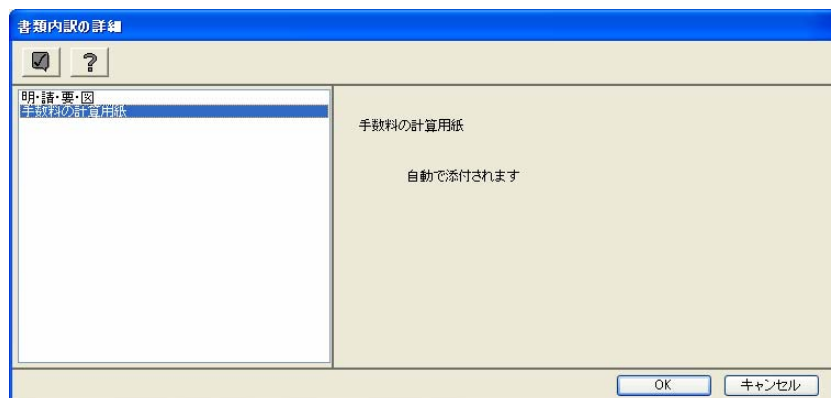 書類内訳の詳細
?
明・請・要・図
手数料の計算用紙
手数料の計算用紙
自動で添付されます
OK
キャンセル